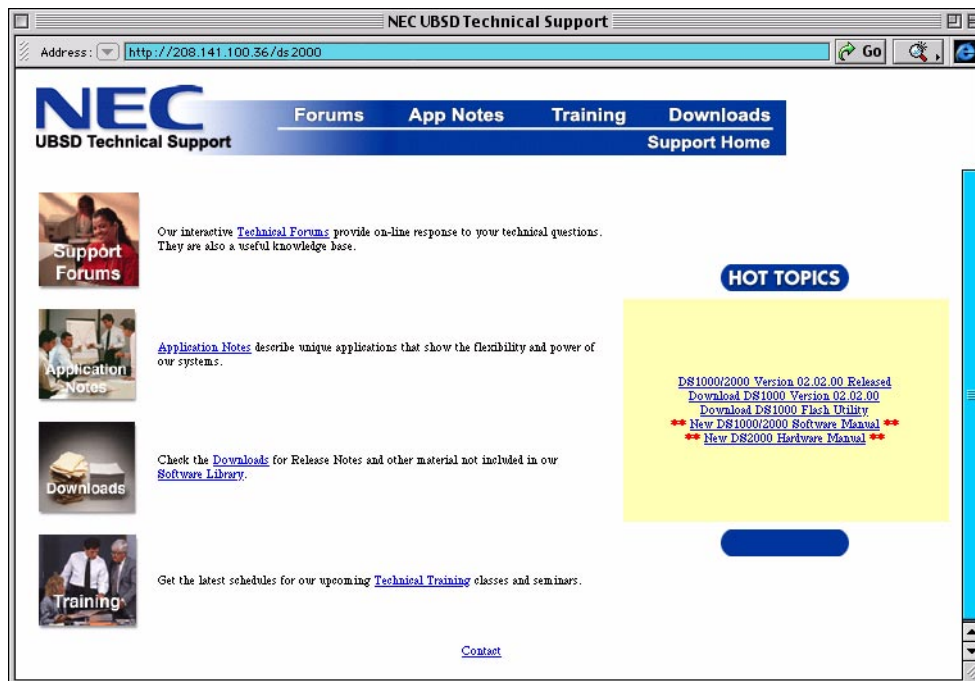 NEC UBSD Technical Support
Address: http://208.141.100.36/ds2000 Go
NEC
UBSD Technical Support
Forums App Notes Training Downloads
Support Home
Support
Forums
Our interactive Technical Forums provide on-line response to your technical questions.
They are also a useful knowledge base.
HOT TOPICS
Application
Notes
Application Notes describe unique applications that show the flexibility and power of
our systems.
DS1000/2000 Version 02.02.00 Released
Download DS1000 Version 02.02.00
Download DS1000 Flash Utility
** New DS1000/2000 Software Manual **
** New DS2000 Hardware Manual **
Downloads
Check the Downloads for Release Notes and other material not included in our
Software Library.
Training
Get the latest schedules for our upcoming Technical Training classes and seminars.
Contact